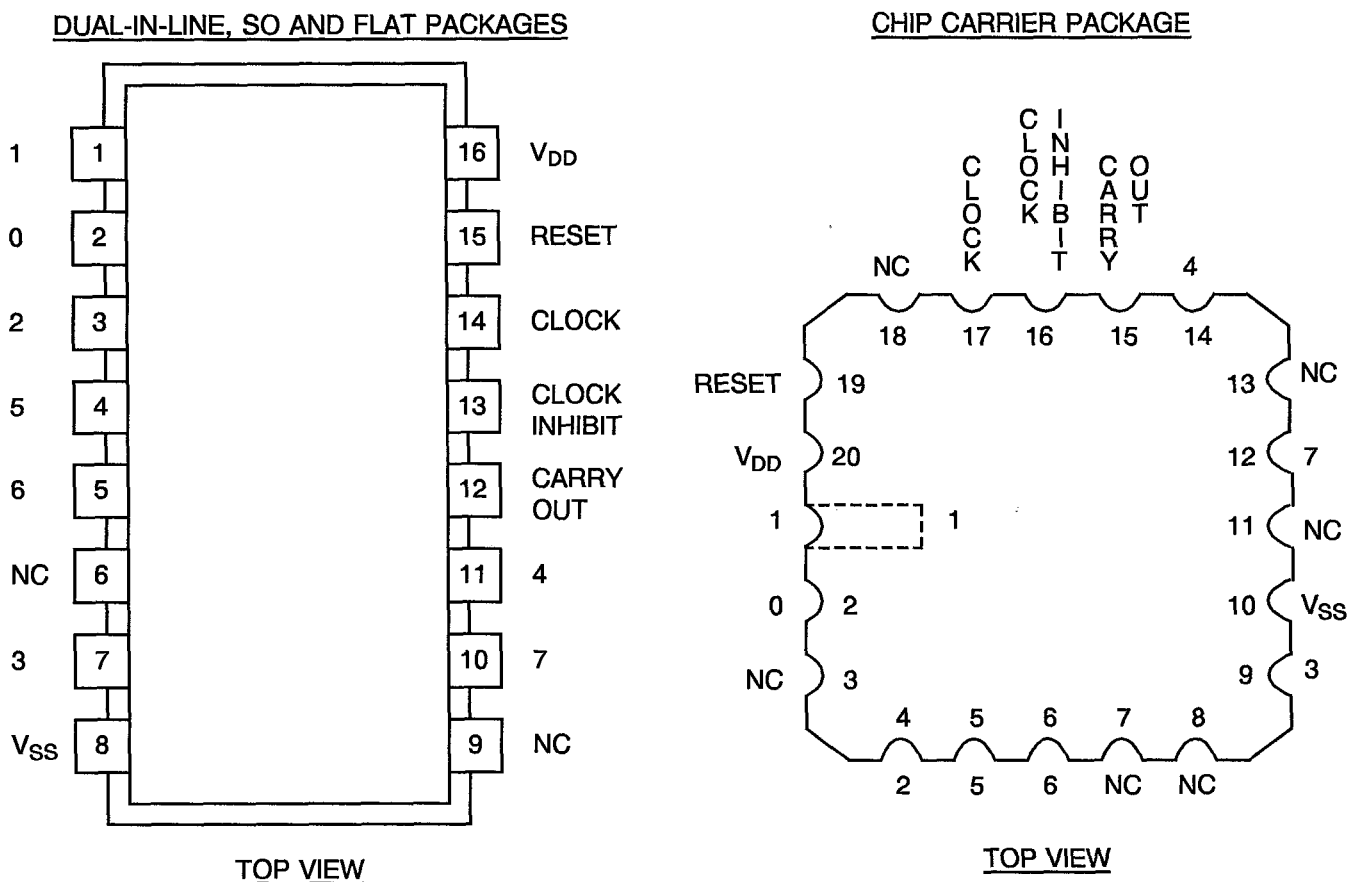 DUAL-IN-LINE, SO AND FLAT PACKAGES
1 1 16 VDD
0 2 15 RESET
2 3 14 CLOCK
5 4 13 CLOCK
INHIBIT
6 5 12 CARRY
OUT
NC 6 11 4
3 7 10 7
VSS 8 9 NC
TOP VIEW
CHIP CARRIER PACKAGE
NC CLOCK CLOCK INHIBIT CARRY OUT 4
18 17 16 15 14
RESET 19 13 NC
VDD 20 12 7
1 1 11 NC
0 2 10 VSS
NC 3 9 3
4 5 6 7 8
2 5 6 NC NC
TOP VIEW